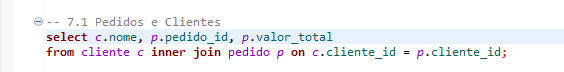 -- 7.1 Pedidos e Clientes
select c.nome, p.pedido_id, p.valor_total
from cliente c inner join pedido p on c.cliente_id = p.cliente_id;